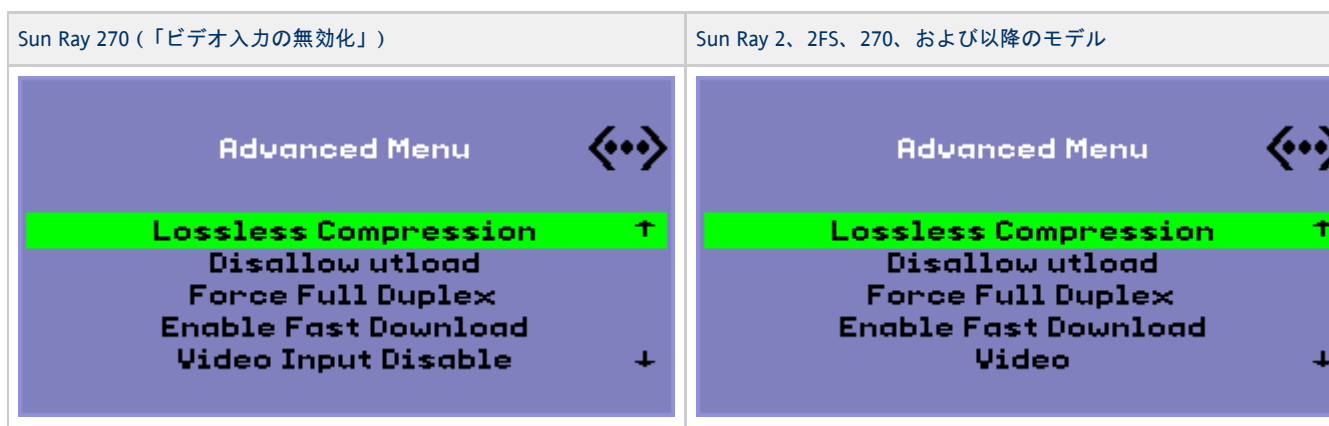 Sun Ray 270 (「ビデオ入力の無効化」)
Sun Ray 2、2FS、270、および以降のモデル
Advanced Menu
Lossless Compression ↑
Disallow utload
Force Full Duplex
Enable Fast Download
Video Input Disable ↓
Advanced Menu
Lossless Compression ↑
Disallow utload
Force Full Duplex
Enable Fast Download
Video ↓